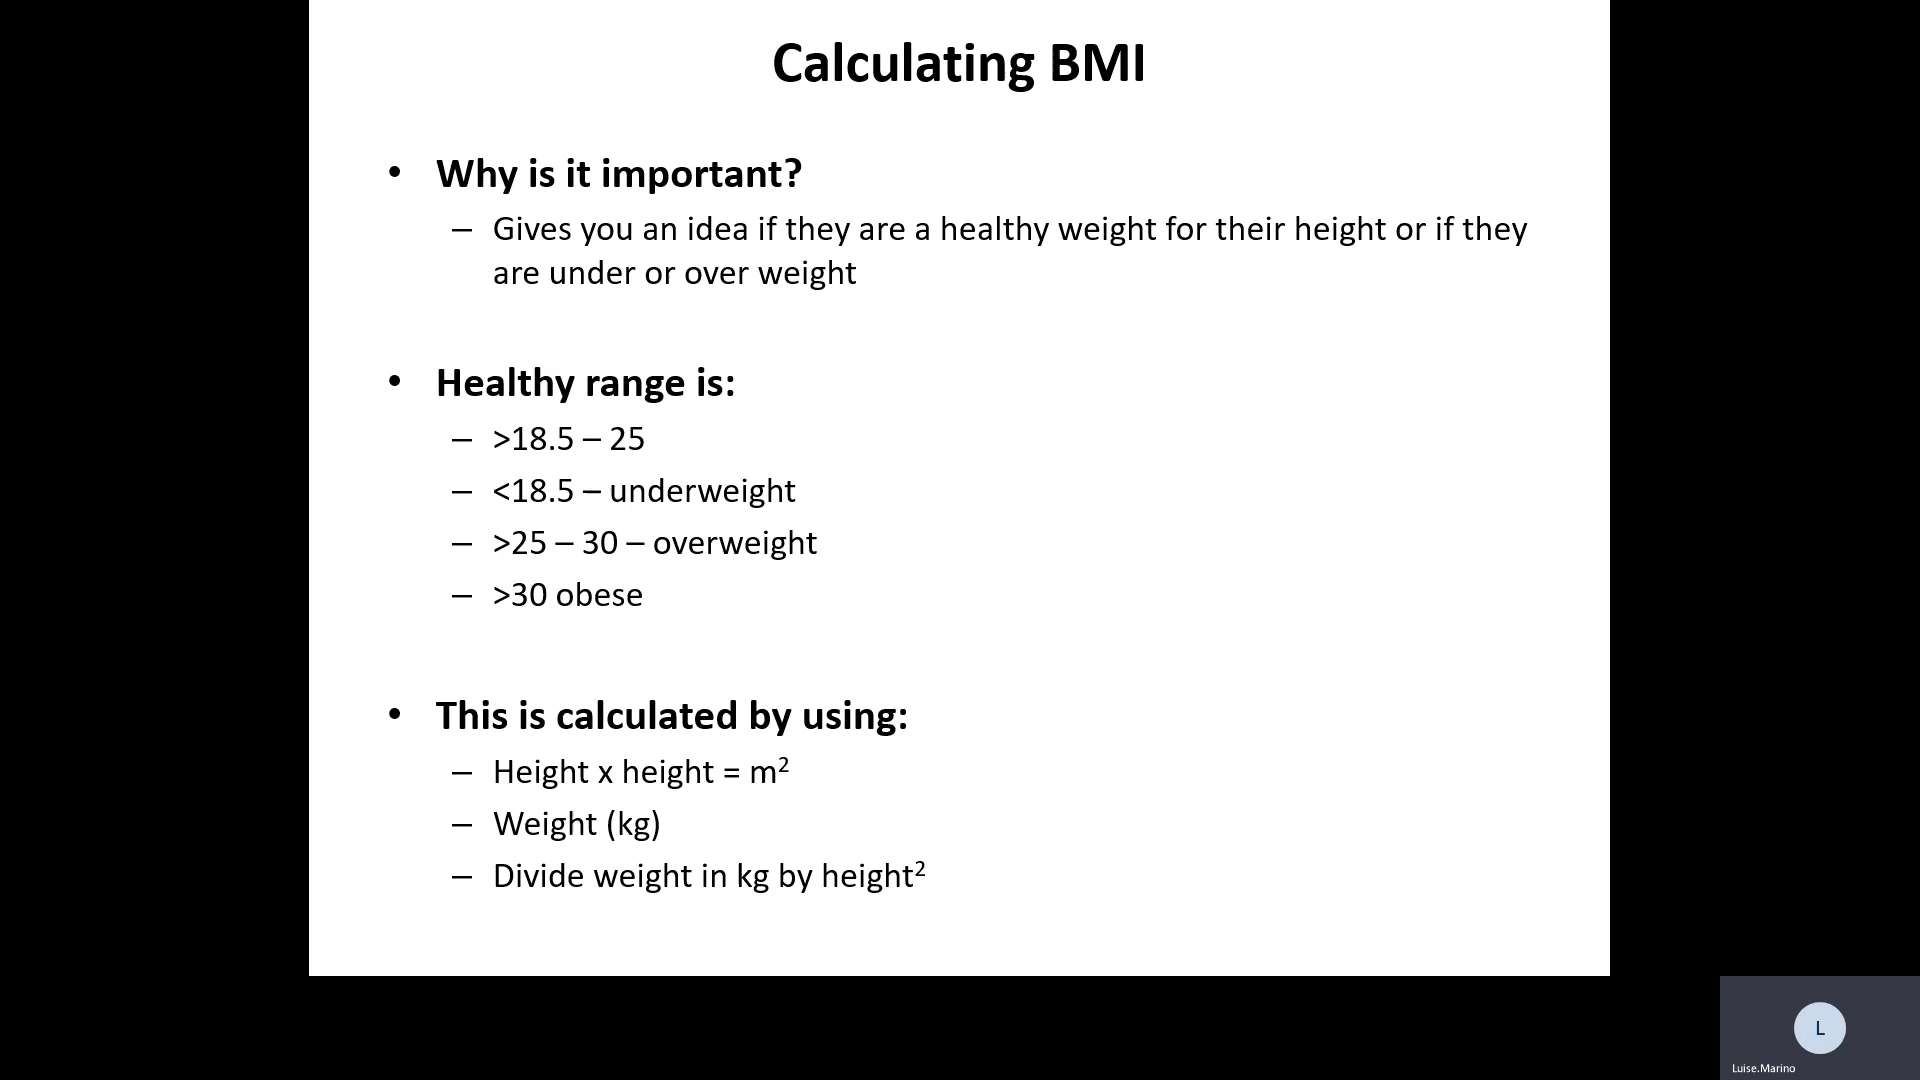 Calculating BMI
• Why is it important?
– Gives you an idea if they are a healthy weight for their height or if they
are under or over weight
• Healthy range is:
– >18.5 – 25
– <18.5 – underweight
– >25 – 30 – overweight
– >30 obese
• This is calculated by using:
– Height x height = m²
– Weight (kg)
– Divide weight in kg by height²
L
Luise.Marino